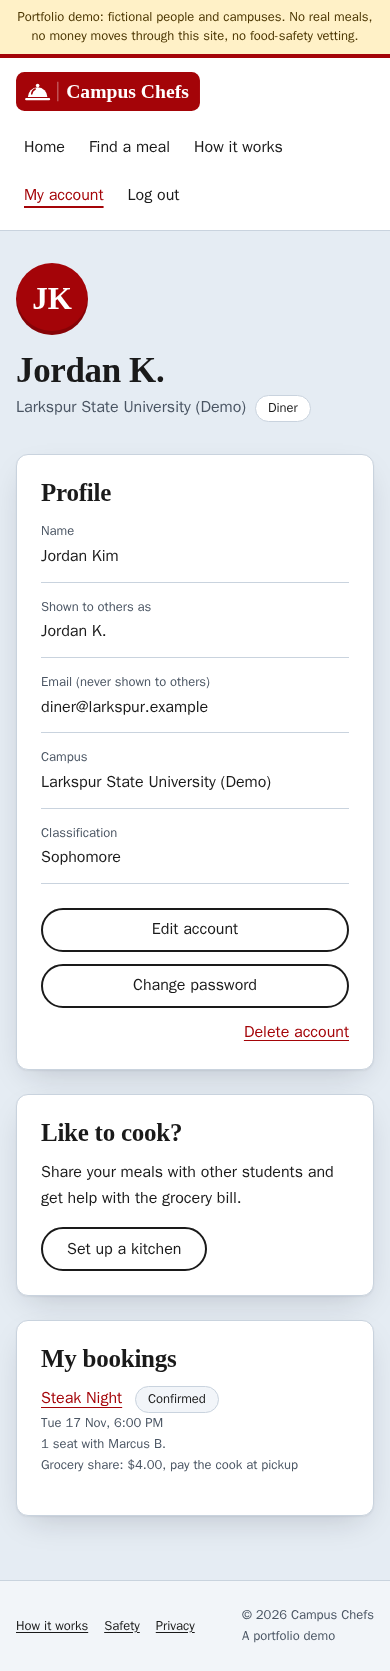 Portfolio demo: fictional people and campuses. No real meals,
no money moves through this site, no food-safety vetting.
Campus Chefs
Home Find a meal How it works
My account Log out
JK
Jordan K.
Larkspur State University (Demo) Diner
Profile
Name
Jordan Kim
Shown to others as
Jordan K.
Email (never shown to others)
diner@larkspur.example
Campus
Larkspur State University (Demo)
Classification
Sophomore
Edit account
Change password
Delete account
Like to cook?
Share your meals with other students and
get help with the grocery bill.
Set up a kitchen
My bookings
Steak Night Confirmed
Tue 17 Nov, 6:00 PM
1 seat with Marcus B.
Grocery share: $4.00, pay the cook at pickup
How it works Safety Privacy
© 2026 Campus Chefs
A portfolio demo